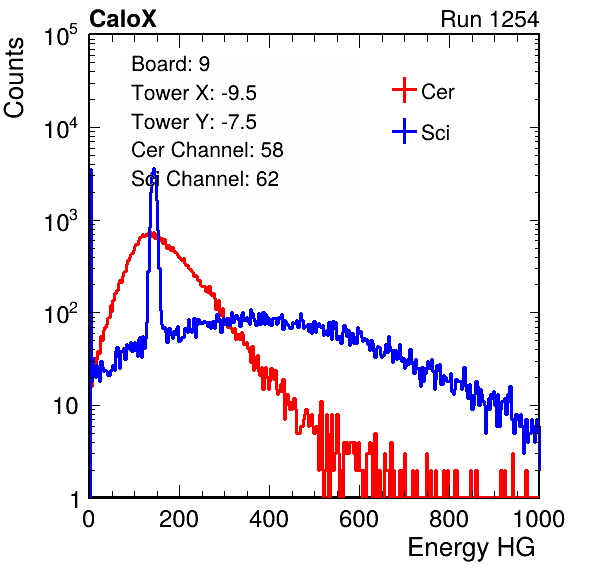 CaloX Run 1254
Counts
10^5
10^4
10^3
10^2
10
1
Board: 9
Tower X: -9.5
Tower Y: -7.5
Cer Channel: 58
Sci Channel: 62
Cer
Sci
0 200 400 600 800 1000
Energy HG